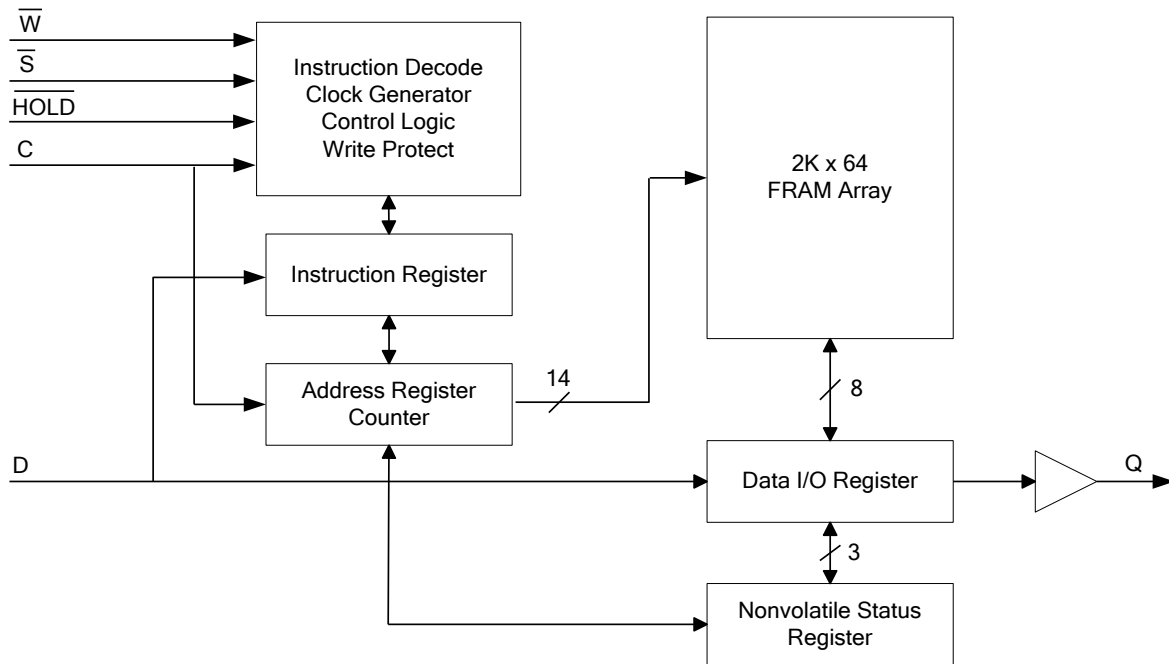 W̅
S̅
H̅O̅L̅D̅
C
Instruction Decode
Clock Generator
Control Logic
Write Protect
2K x 64
FRAM Array
Instruction Register
Address Register
Counter
14
8
D
Data I/O Register
Q
3
Nonvolatile Status
Register